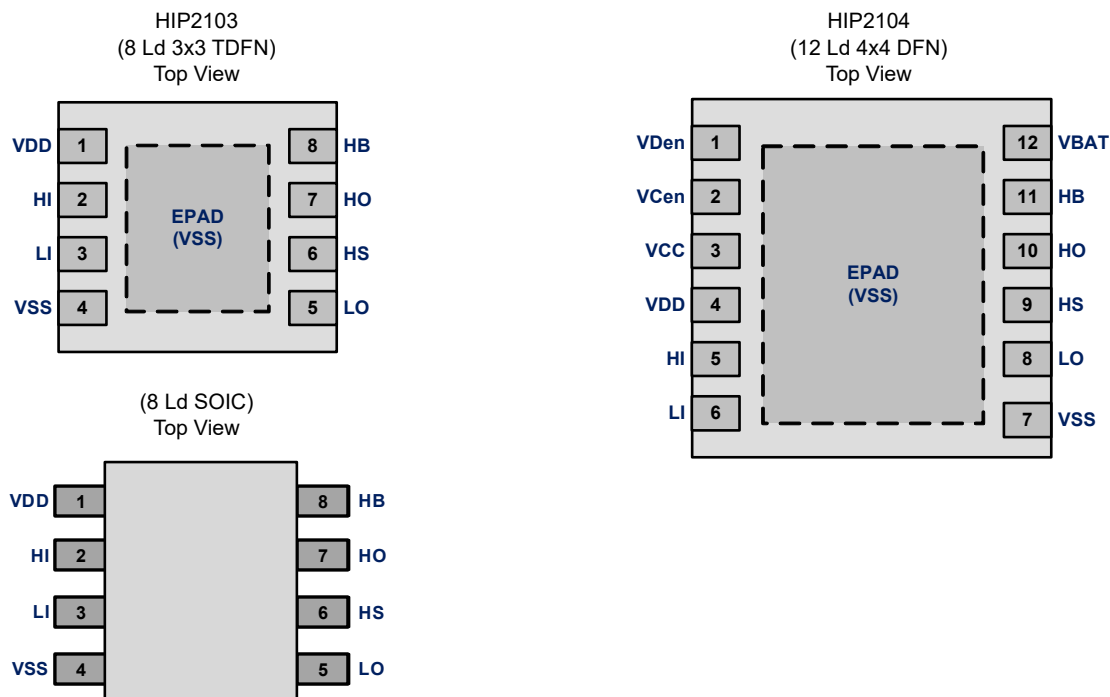 HIP2103
(8 Ld 3x3 TDFN)
Top View
VDD 1 8 HB
HI 2 7 HO
LI 3 6 HS
VSS 4 5 LO
EPAD
(VSS)
(8 Ld SOIC)
Top View
VDD 1 8 HB
HI 2 7 HO
LI 3 6 HS
VSS 4 5 LO
HIP2104
(12 Ld 4x4 DFN)
Top View
VDen 1 12 VBAT
VCen 2 11 HB
VCC 3 10 HO
VDD 4 9 HS
HI 5 8 LO
LI 6 7 VSS
EPAD
(VSS)